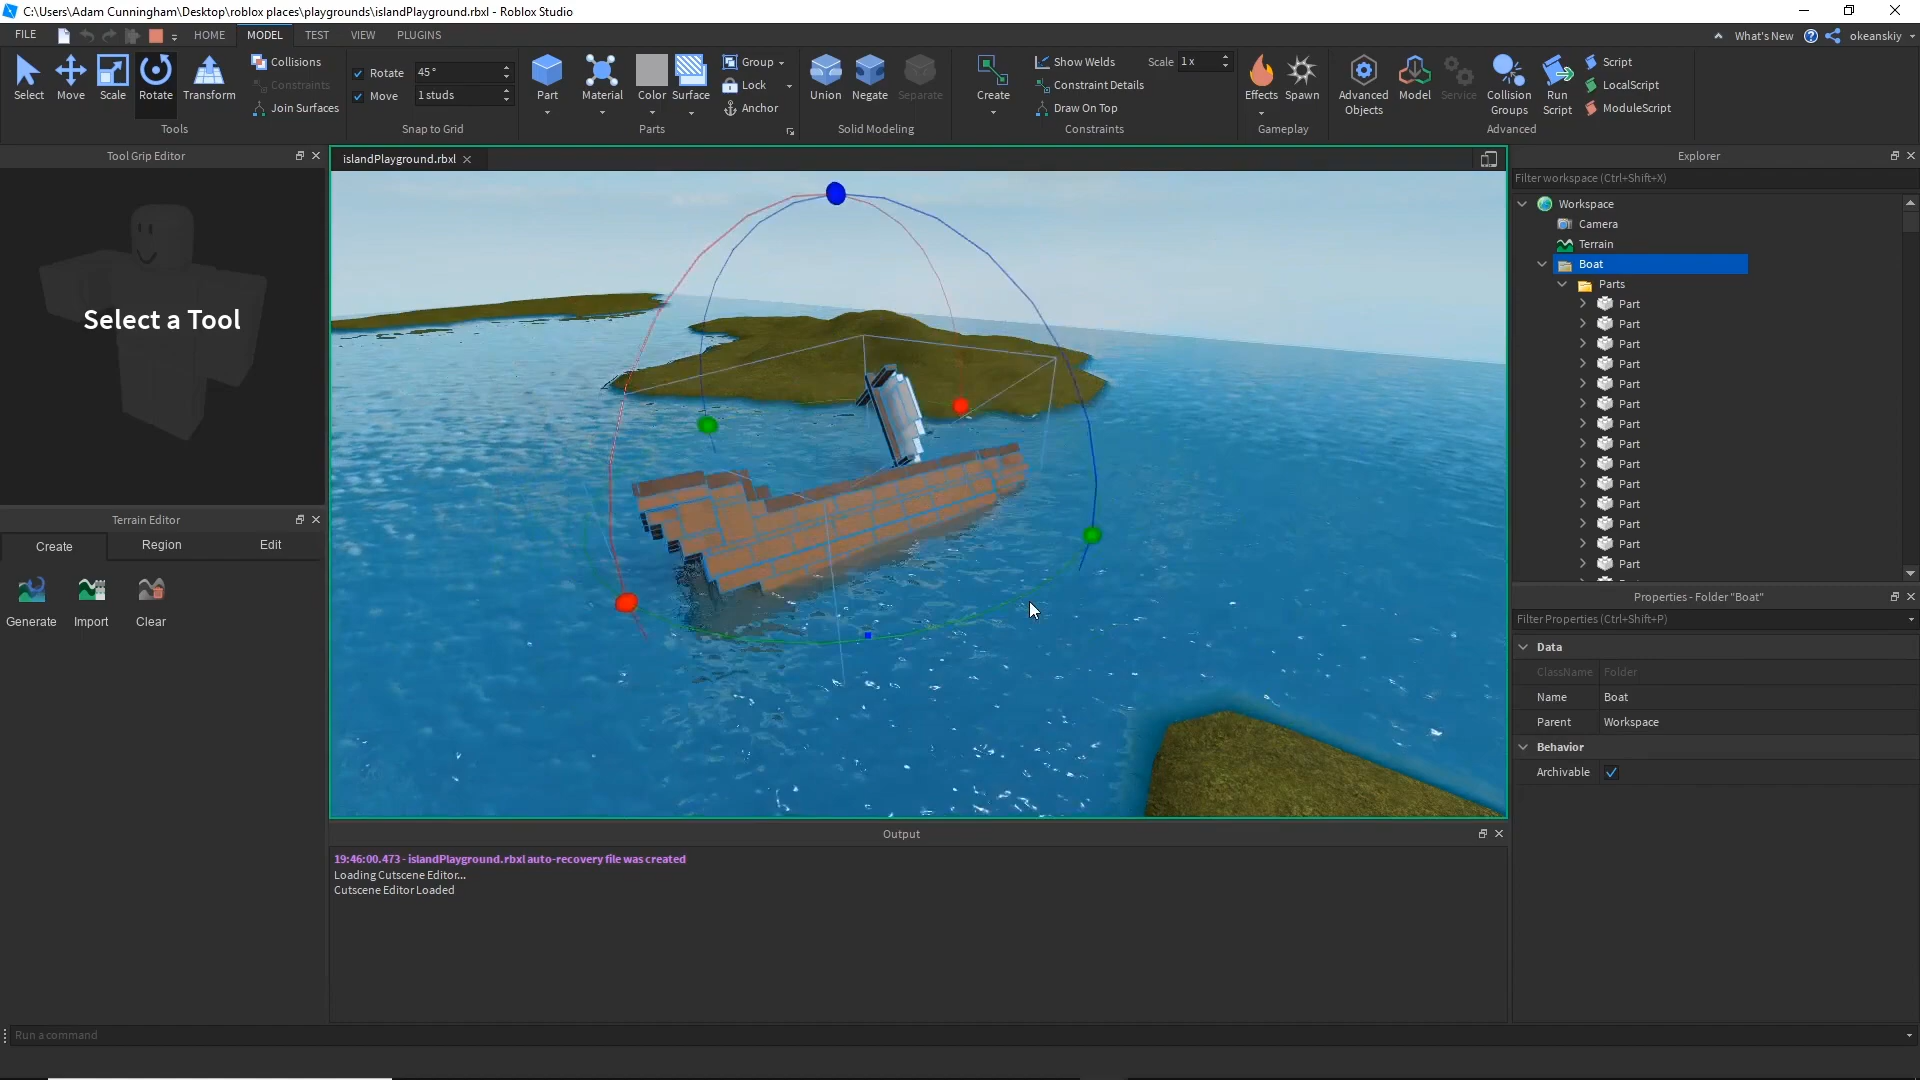 C:\Users\Adam Cunningham\Desktop\roblox places\playgrounds\islandPlayground.rbxl - Roblox Studio
FILE HOME MODEL TEST VIEW PLUGINS What's New okeanskiy
Select Move Scale Rotate Transform
Collisions
Constraints
Join Surfaces
Tools
Rotate 45°
Move 1 studs
Snap to Grid
Part Material Color Surface
Group
Lock
Anchor
Parts
Union Negate Separate
Solid Modeling
Create
Show Welds Scale 1x
Constraint Details
Draw On Top
Constraints
Effects Spawn
Gameplay
Advanced Objects Model Service Collision Groups Run Script
Script
LocalScript
ModuleScript
Advanced
Tool Grip Editor
Select a Tool
Terrain Editor
Create Region Edit
Generate Import Clear
islandPlayground.rbxl
Output
19:46:00.473 - islandPlayground.rbxl auto-recovery file was created
Loading Cutscene Editor...
Cutscene Editor Loaded
Explorer
Filter workspace (Ctrl+Shift+X)
Workspace
Camera
Terrain
Boat
Parts
Part
Part
Part
Part
Part
Part
Part
Part
Part
Part
Part
Part
Part
Part
Properties - Folder "Boat"
Filter Properties (Ctrl+Shift+P)
Data
ClassName Folder
Name Boat
Parent Workspace
Behavior
Archivable
Run a command